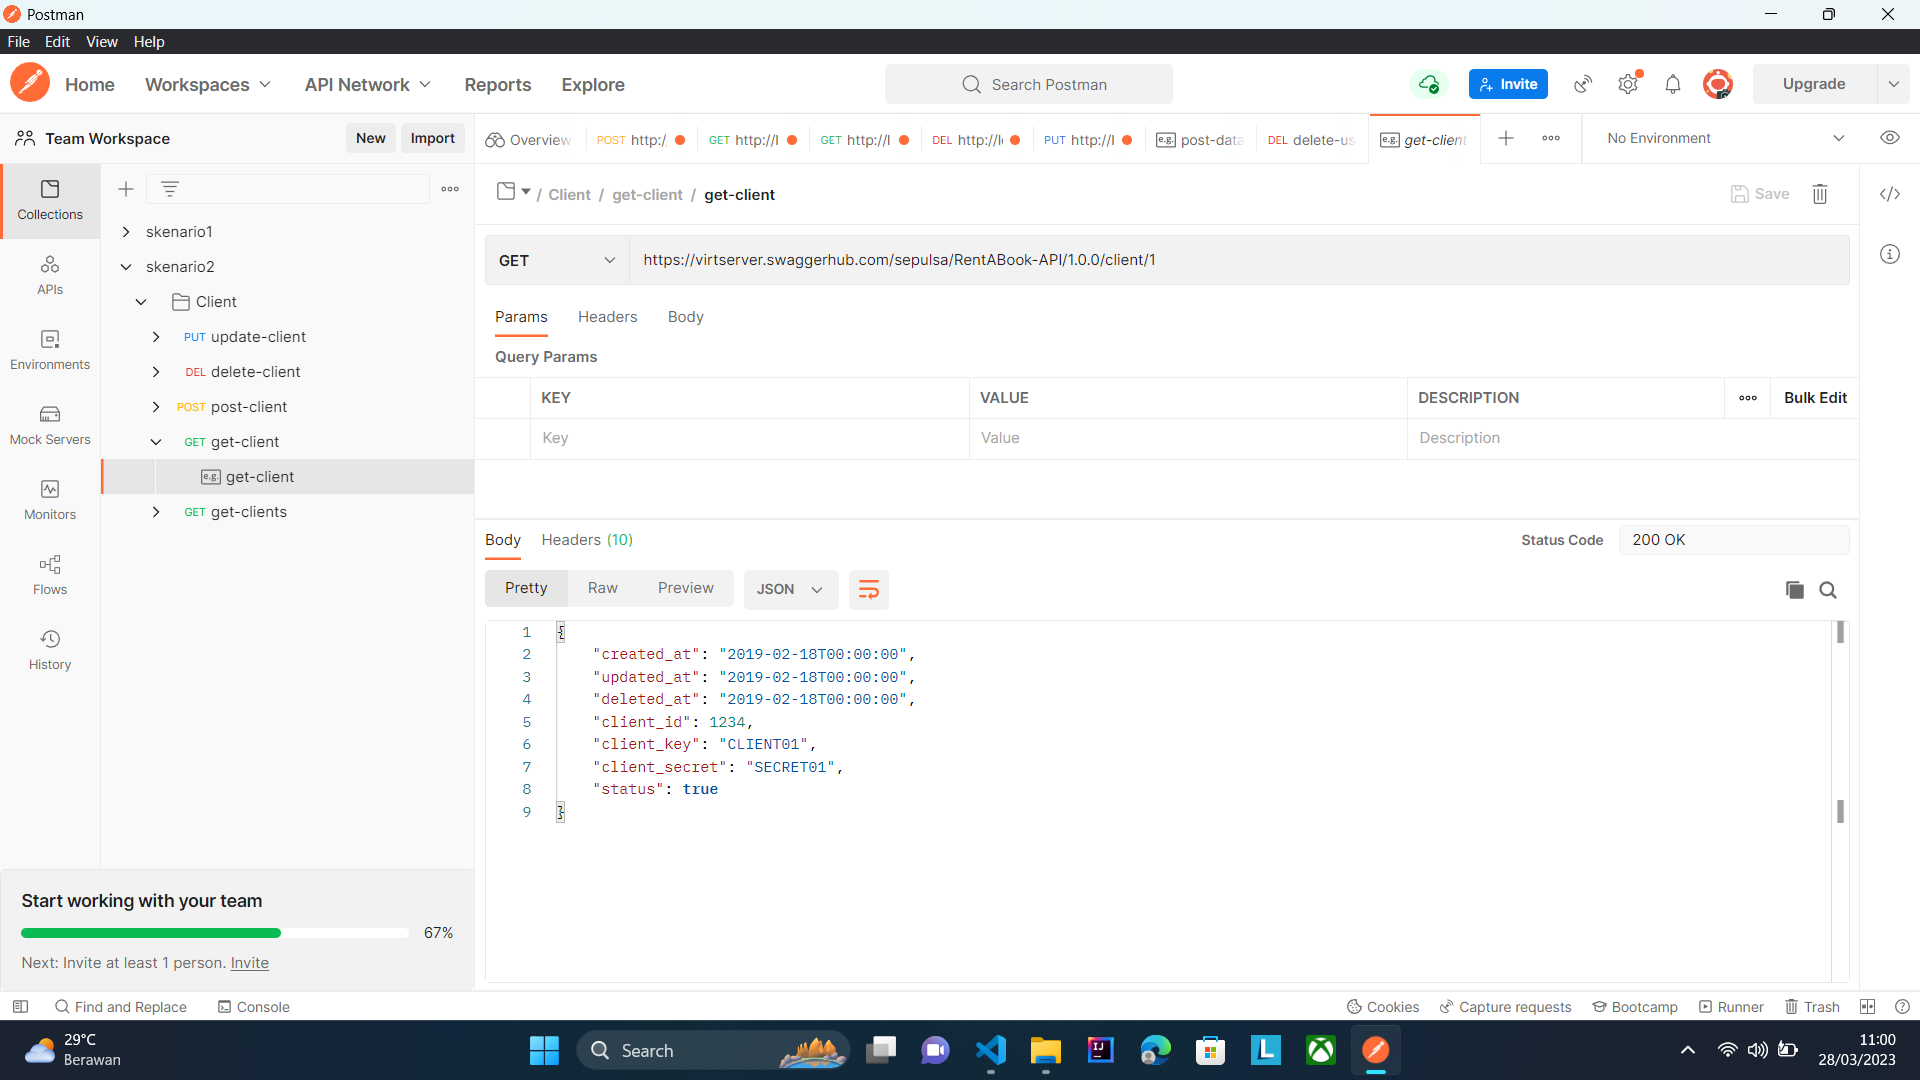 Postman
File Edit View Help
Home Workspaces API Network Reports Explore Search Postman Invite Upgrade
Team Workspace New Import
Overview POST http:/, GET http://l GET http://l DEL http://l PUT http://l e.g. post-data DEL delete-us e.g. get-client No Environment
Collections
APIs
Environments
Mock Servers
Monitors
Flows
History
skenario1
skenario2
Client
PUT update-client
DEL delete-client
POST post-client
GET get-client
e.g. get-client
GET get-clients
/ Client / get-client / get-client Save
GET https://virtserver.swaggerhub.com/sepulsa/RentABook-API/1.0.0/client/1
Params Headers Body
Query Params
KEY VALUE DESCRIPTION Bulk Edit
Key Value Description
Body Headers (10) Status Code 200 OK
Pretty Raw Preview JSON
1 {
2 "created_at": "2019-02-18T00:00:00",
3 "updated_at": "2019-02-18T00:00:00",
4 "deleted_at": "2019-02-18T00:00:00",
5 "client_id": 1234,
6 "client_key": "CLIENT01",
7 "client_secret": "SECRET01",
8 "status": true
9 }
Start working with your team
67%
Next: Invite at least 1 person. Invite
Find and Replace Console Cookies Capture requests Bootcamp Runner Trash
29°C
Berawan
Search
11:00
28/03/2023